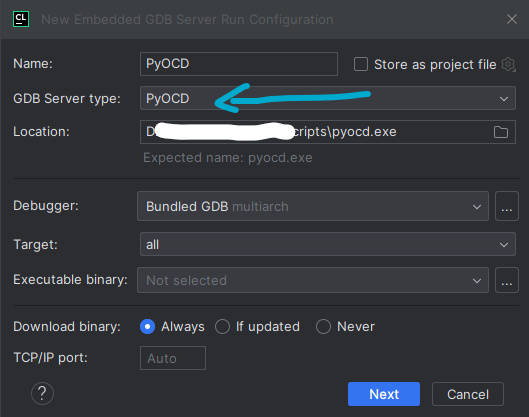 CL New Embedded GDB Server Run Configuration
Name: PyOCD Store as project file
GDB Server type: PyOCD
Location: D cripts\pyocd.exe
Expected name: pyocd.exe
Debugger: Bundled GDB multiarch ...
Target: all
Executable binary: Not selected ...
Download binary: Always If updated Never
TCP/IP port: Auto
? Next Cancel